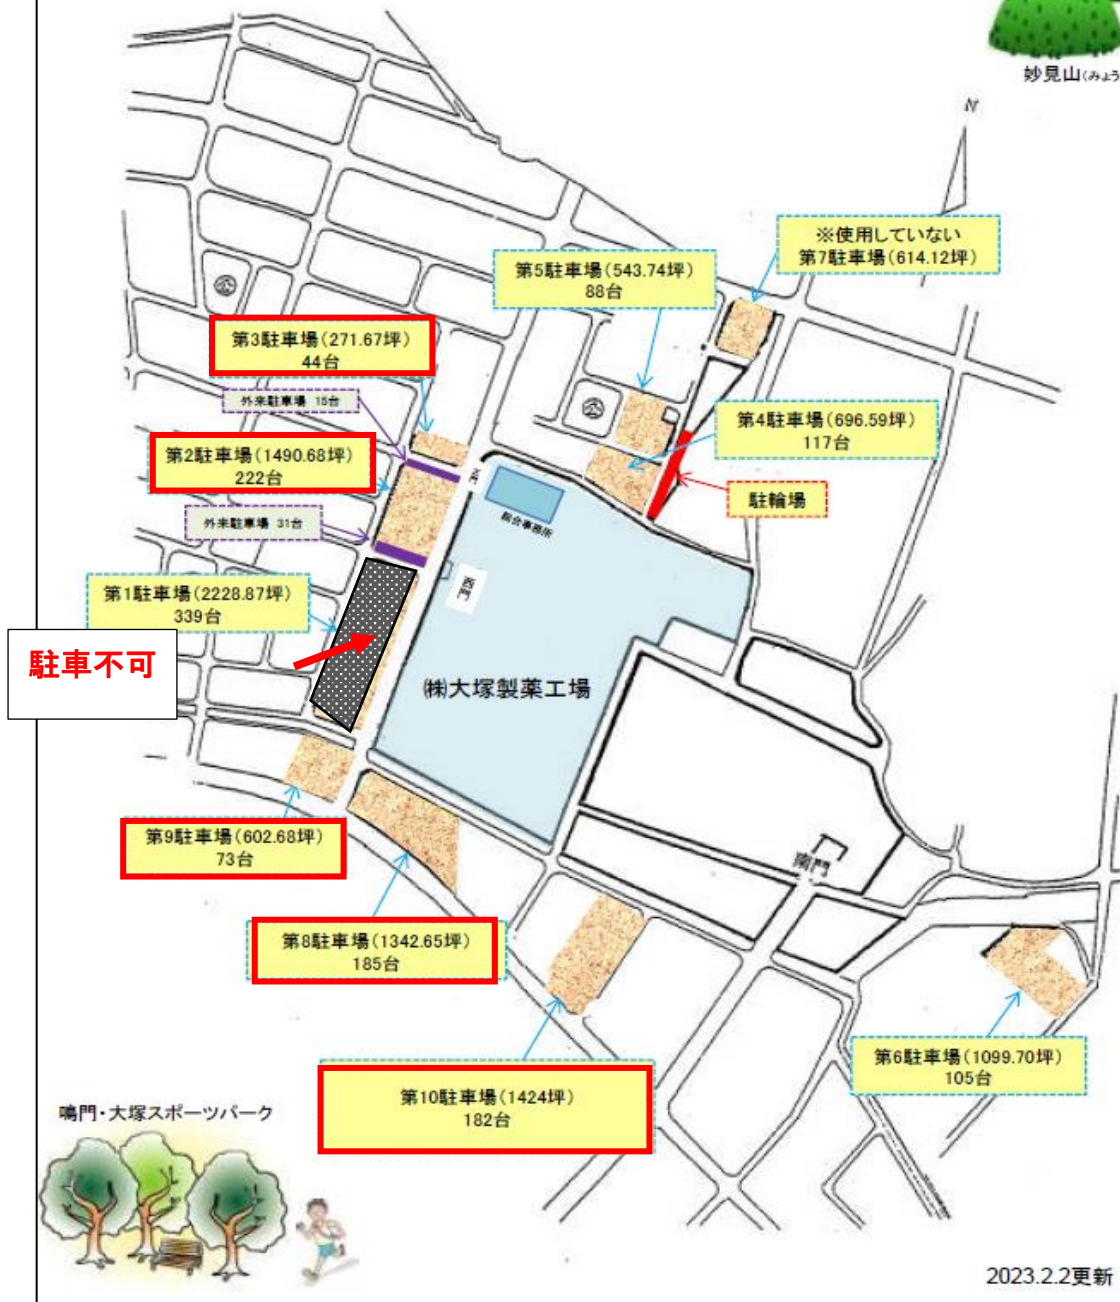 妙見山(みょう
N
※使用していない
第7駐車場(614.12坪)
第5駐車場(543.74坪)
88台
公
第3駐車場(271.67坪)
44台
外来駐車場 15台
公
第4駐車場(696.59坪)
117台
第2駐車場(1490.68坪)
222台
正門
総合事務所
駐輪場
外来駐車場 31台
西門
第1駐車場(2228.87坪)
339台
駐車不可
㈱大塚製薬工場
第9駐車場(602.68坪)
73台
南門
第8駐車場(1342.65坪)
185台
第6駐車場(1099.70坪)
105台
第10駐車場(1424坪)
182台
鳴門・大塚スポーツパーク
2023.2.2更新